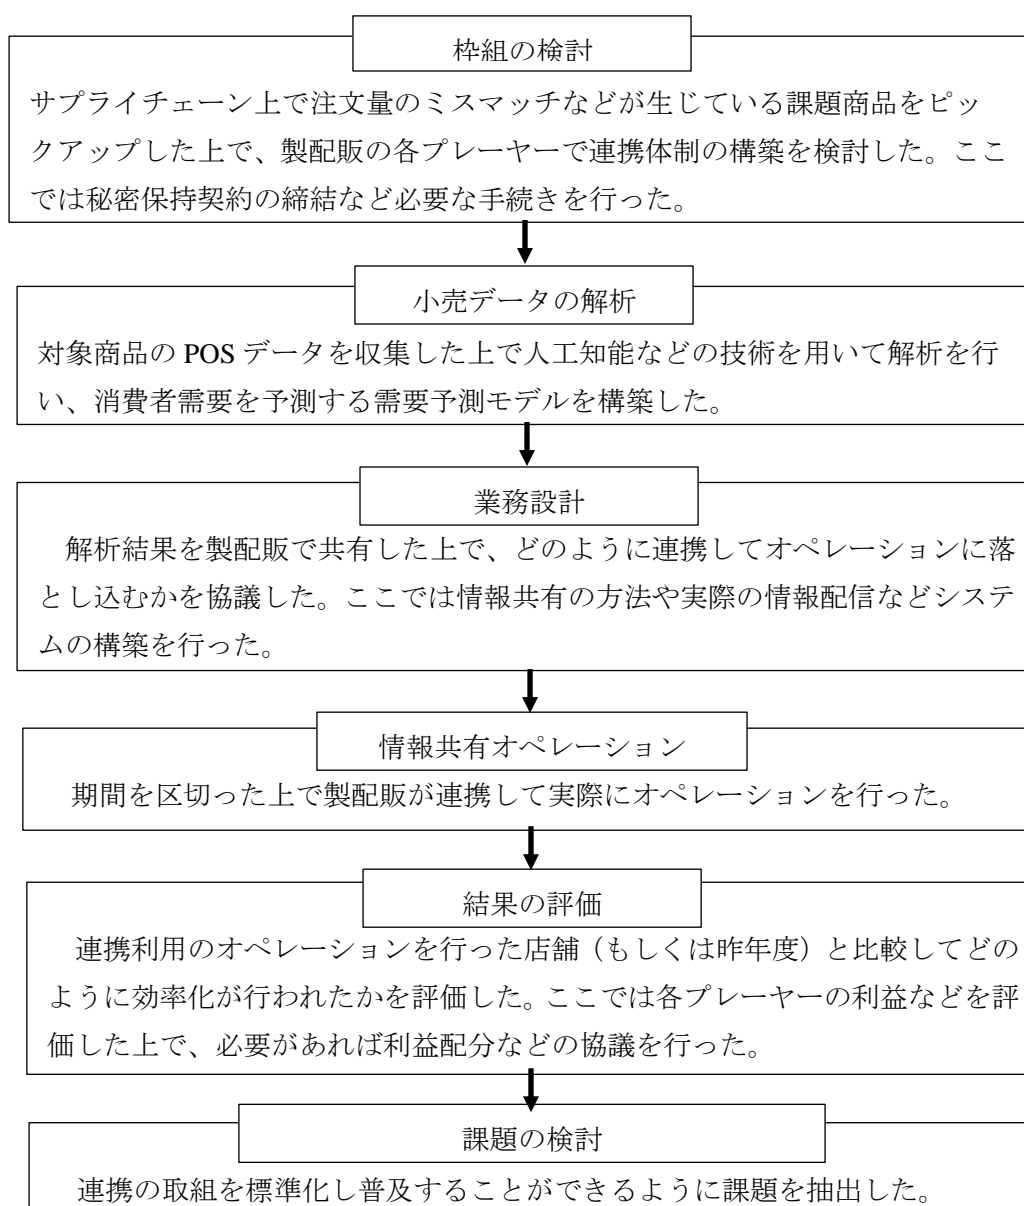 枠組の検討
サプライチェーン上で注文量のミスマッチなどが生じている課題商品をピッ
クアップした上で、製配販の各プレーヤーで連携体制の構築を検討した。ここ
では秘密保持契約の締結など必要な手続きを行った。
小売データの解析
対象商品の POS データを収集した上で人工知能などの技術を用いて解析を行
い、消費者需要を予測する需要予測モデルを構築した。
業務設計
解析結果を製配販で共有した上で、どのように連携してオペレーションに落
とし込むかを協議した。ここでは情報共有の方法や実際の情報配信などシステ
ムの構築を行った。
情報共有オペレーション
期間を区切った上で製配販が連携して実際にオペレーションを行った。
結果の評価
連携利用のオペレーションを行った店舗（もしくは昨年度）と比較してどの
ように効率化が行われたかを評価した。ここでは各プレーヤーの利益などを評
価した上で、必要があれば利益配分などの協議を行った。
課題の検討
連携の取組を標準化し普及することができるように課題を抽出した。